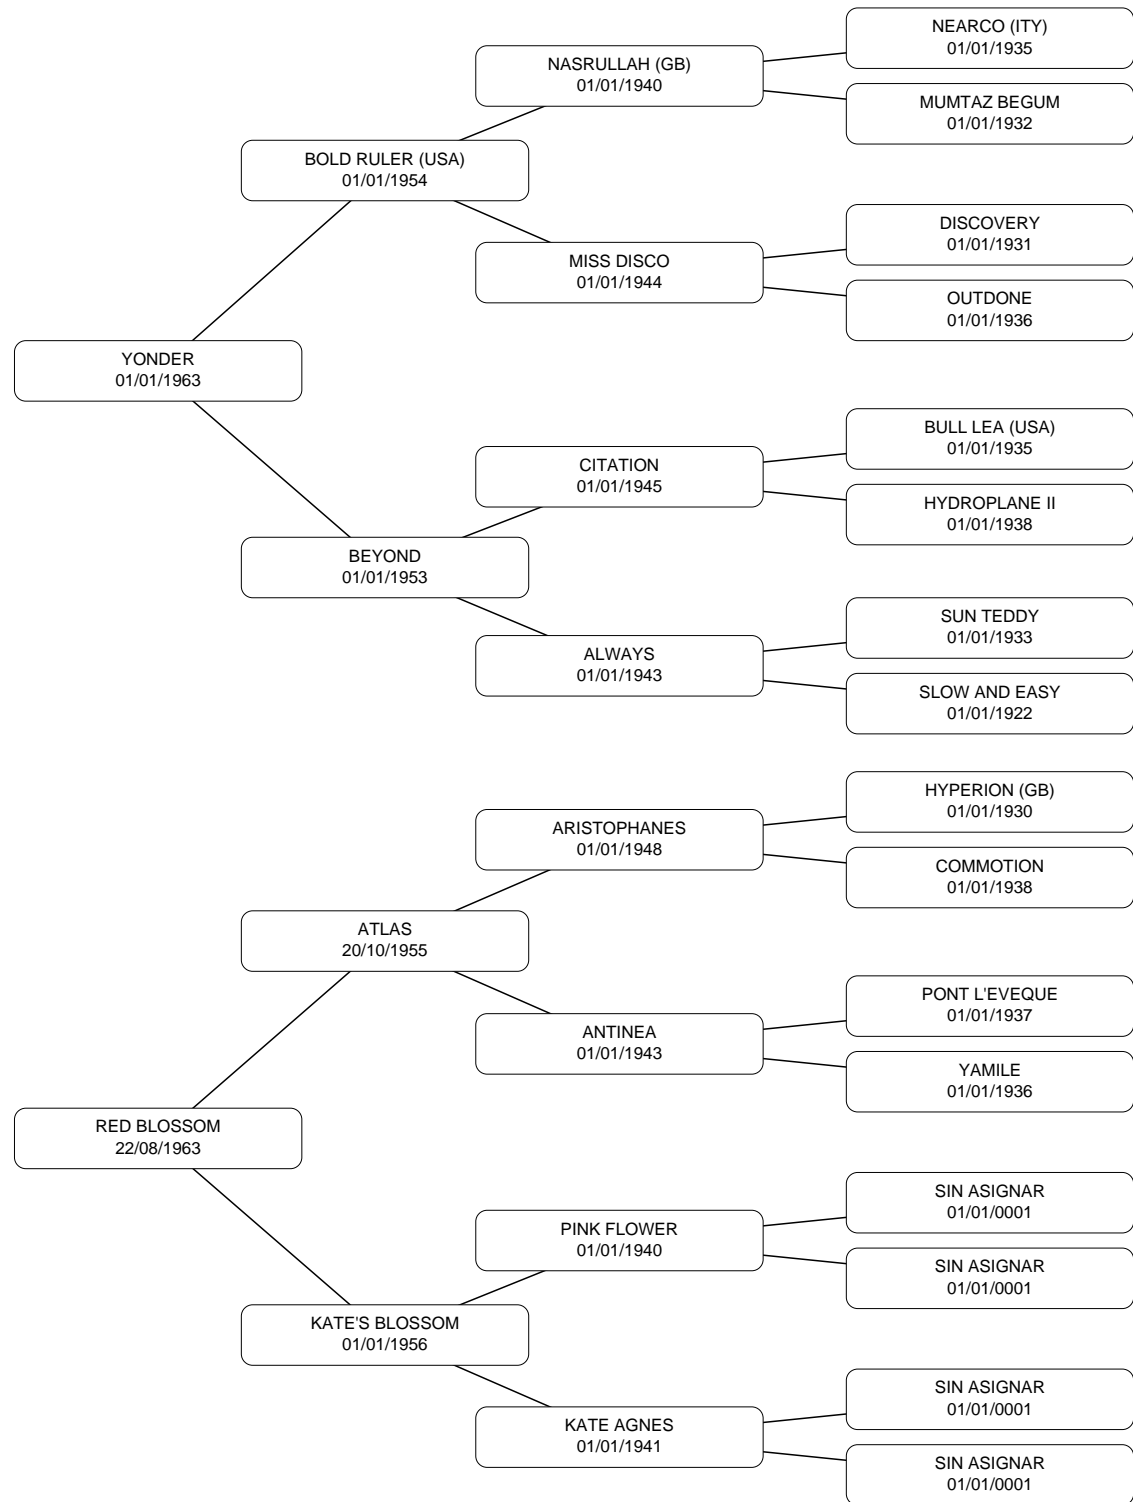 NEARCO (ITY)
01/01/1935
NASRULLAH (GB)
01/01/1940
MUMTAZ BEGUM
01/01/1932
BOLD RULER (USA)
01/01/1954
DISCOVERY
01/01/1931
MISS DISCO
01/01/1944
OUTDONE
01/01/1936
YONDER
01/01/1963
BULL LEA (USA)
01/01/1935
CITATION
01/01/1945
HYDROPLANE II
01/01/1938
BEYOND
01/01/1953
SUN TEDDY
01/01/1933
ALWAYS
01/01/1943
SLOW AND EASY
01/01/1922
HYPERION (GB)
01/01/1930
ARISTOPHANES
01/01/1948
COMMOTION
01/01/1938
ATLAS
20/10/1955
PONT L'EVEQUE
01/01/1937
ANTINEA
01/01/1943
YAMILE
01/01/1936
RED BLOSSOM
22/08/1963
SIN ASIGNAR
01/01/0001
PINK FLOWER
01/01/1940
SIN ASIGNAR
01/01/0001
KATE'S BLOSSOM
01/01/1956
SIN ASIGNAR
01/01/0001
KATE AGNES
01/01/1941
SIN ASIGNAR
01/01/0001